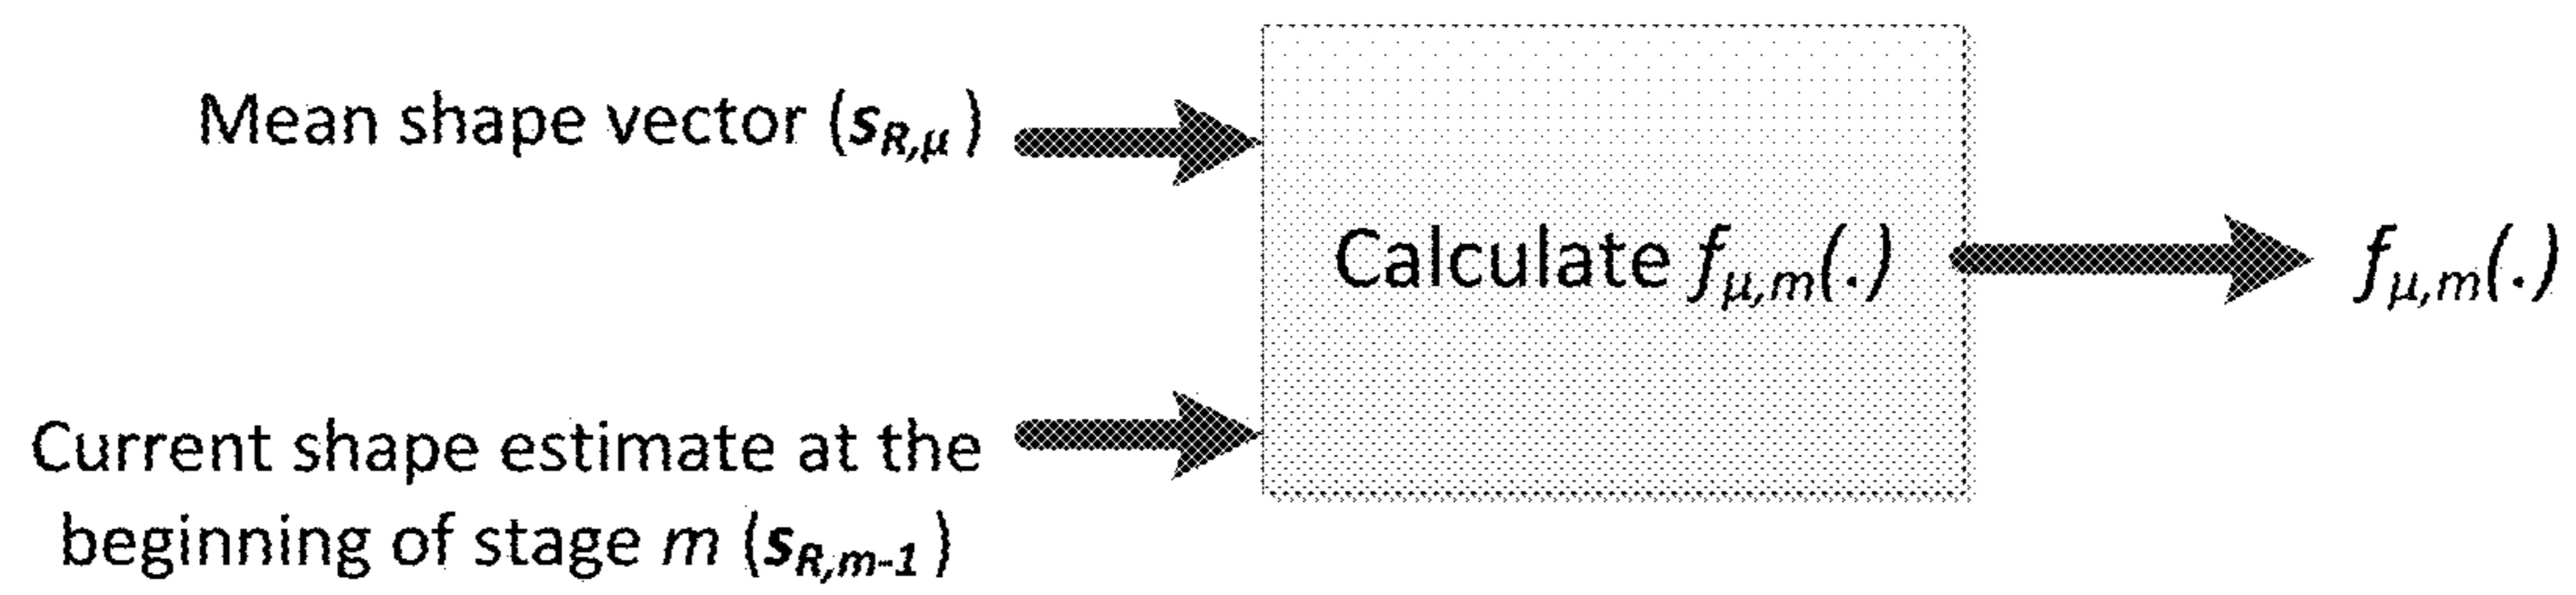 Mean shape vector (s_R,μ)
Calculate f_μ,m(.)
f_μ,m(.)
Current shape estimate at the
beginning of stage m (s_R,m-1)